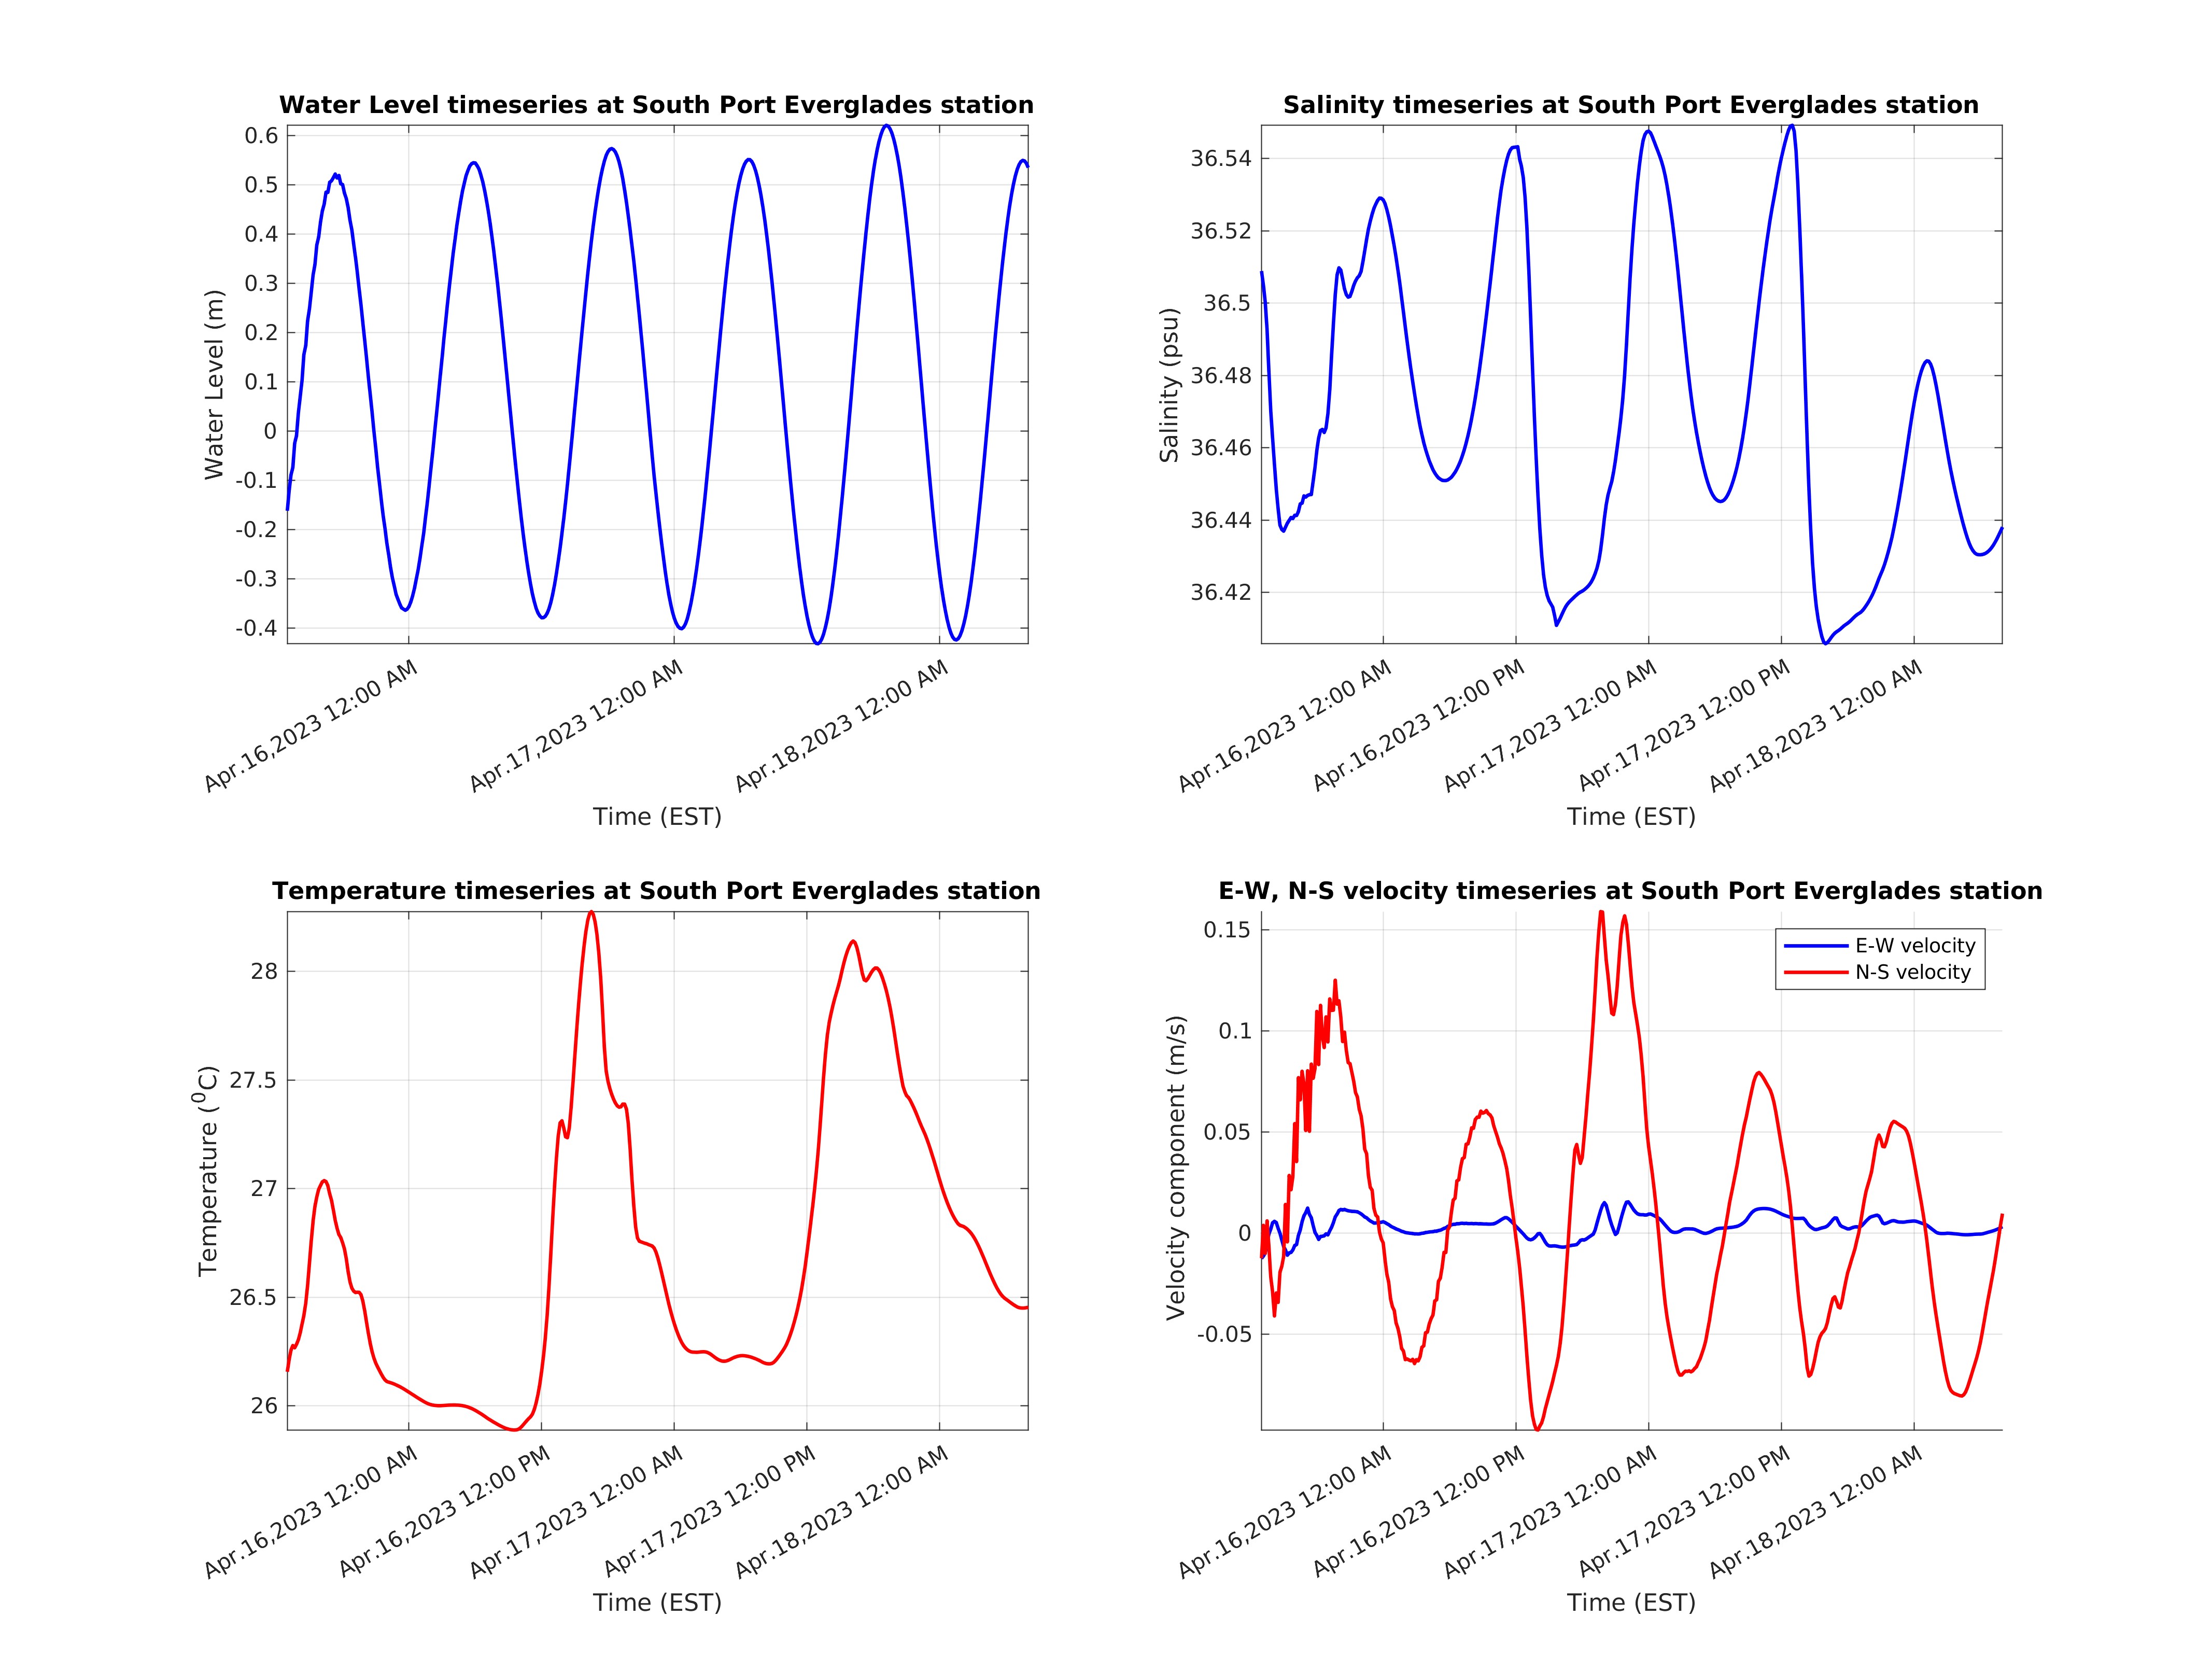 Water Level timeseries at South Port Everglades station
0.6
0.5
0.4
0.3
0.2
0.1
0
-0.1
-0.2
-0.3
-0.4
Water Level (m)
Apr.16,2023 12:00 AM
Apr.17,2023 12:00 AM
Apr.18,2023 12:00 AM
Time (EST)
Salinity timeseries at South Port Everglades station
36.54
36.52
36.5
36.48
36.46
36.44
36.42
Salinity (psu)
Apr.16,2023 12:00 AM
Apr.16,2023 12:00 PM
Apr.17,2023 12:00 AM
Apr.17,2023 12:00 PM
Apr.18,2023 12:00 AM
Time (EST)
Temperature timeseries at South Port Everglades station
28
27.5
27
26.5
26
Temperature (⁰C)
Apr.16,2023 12:00 AM
Apr.16,2023 12:00 PM
Apr.17,2023 12:00 AM
Apr.17,2023 12:00 PM
Apr.18,2023 12:00 AM
Time (EST)
E-W, N-S velocity timeseries at South Port Everglades station
0.15
0.1
0.05
0
-0.05
Velocity component (m/s)
E-W velocity
N-S velocity
Apr.16,2023 12:00 AM
Apr.16,2023 12:00 PM
Apr.17,2023 12:00 AM
Apr.17,2023 12:00 PM
Apr.18,2023 12:00 AM
Time (EST)